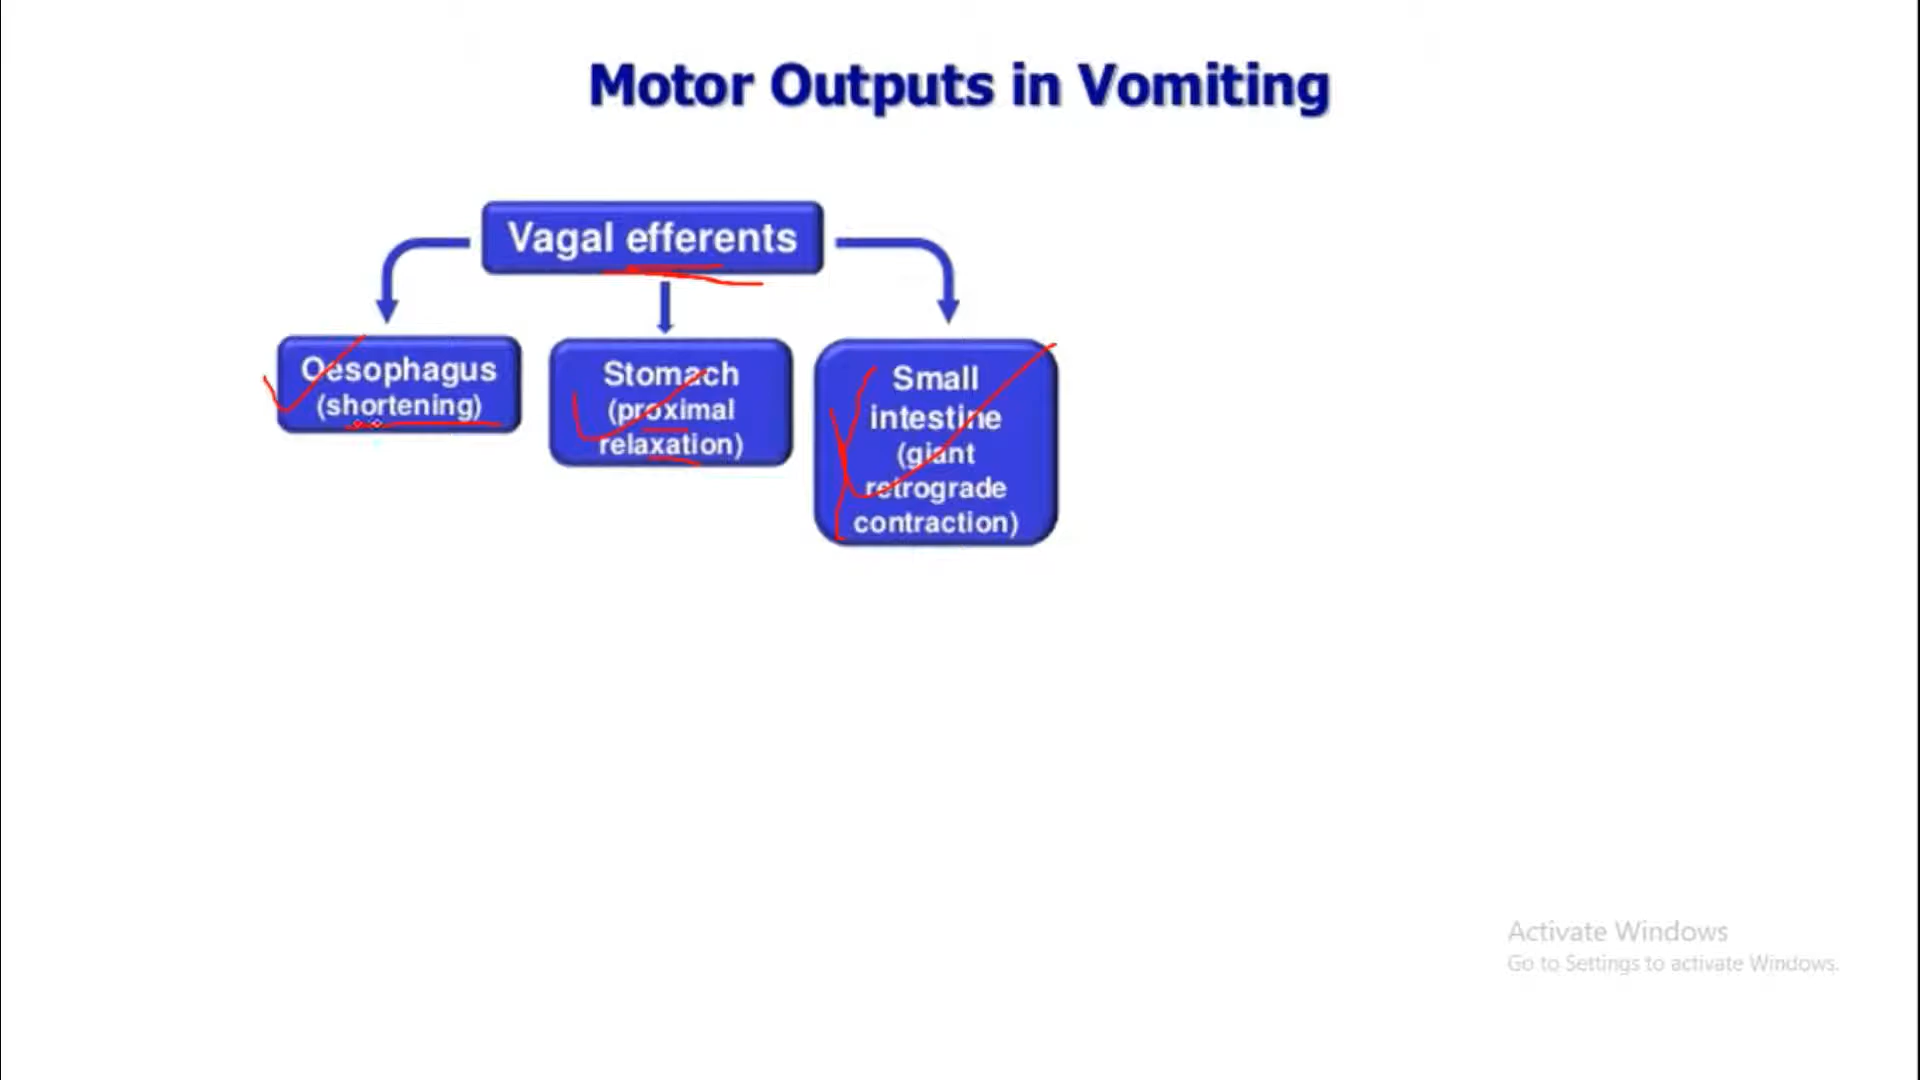 Motor Outputs in Vomiting
Vagal efferents
Oesophagus
(shortening)
Stomach
(proximal
relaxation)
Small
intestine
(giant
retrograde
contraction)
Activate Windows
Go to Settings to activate Windows.